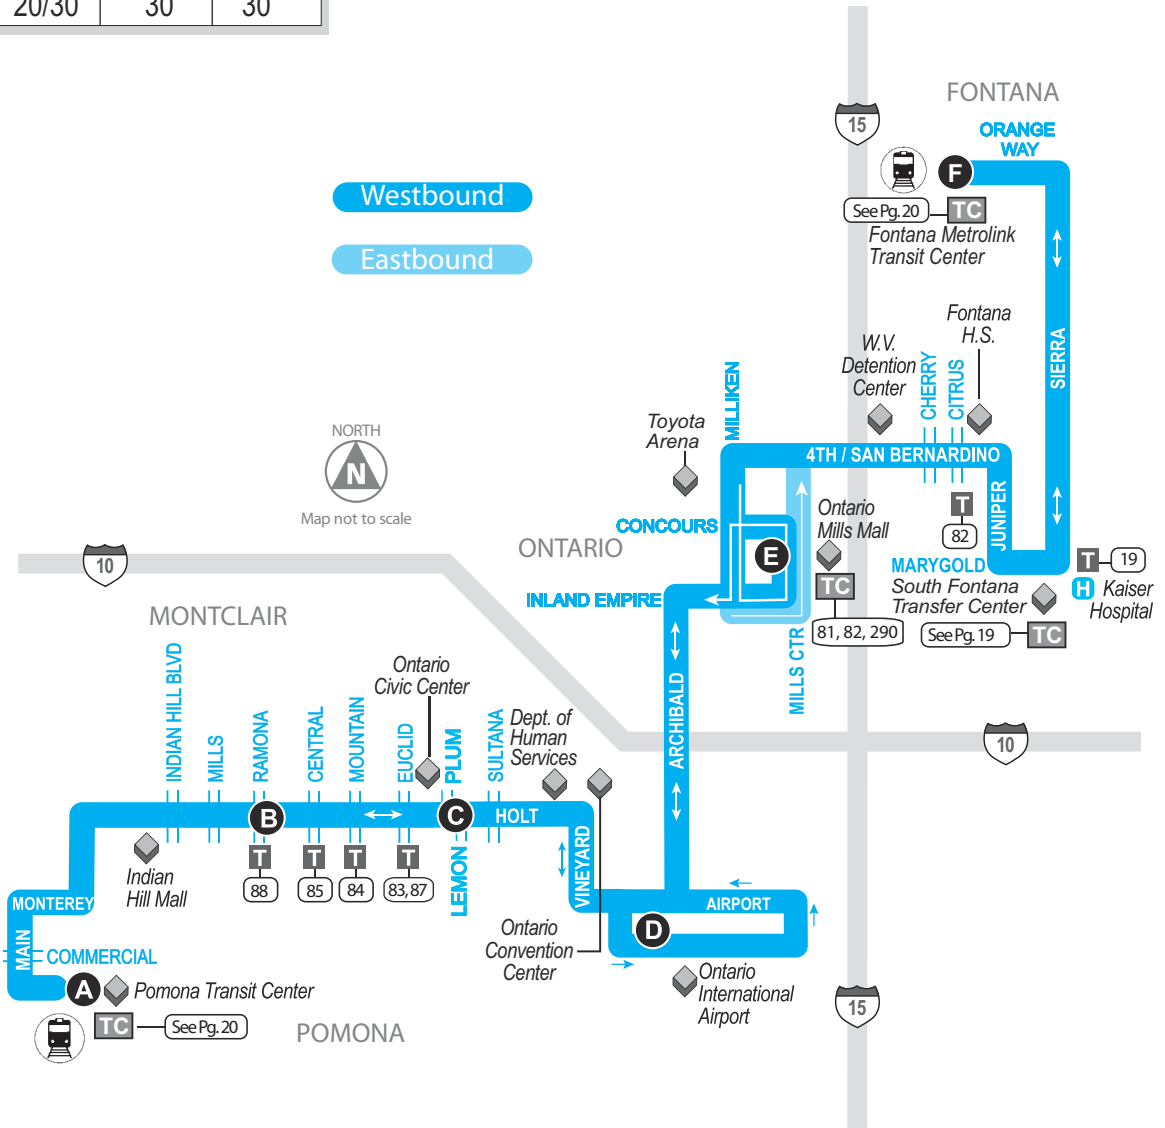 20/30 30 30
FONTANA
15
ORANGE
WAY
F
See Pg. 20
TC
Fontana Metrolink
Transit Center
Westbound
Eastbound
SIERRA
Fontana
H.S.
W.V.
Detention
Center
CHERRY
CITRUS
MILLIKEN
Toyota
Arena
NORTH
N
Map not to scale
4TH / SAN BERNARDINO
JUNIPER
T
82
CONCOURS
ONTARIO
Ontario
Mills Mall
E
TC
81, 82, 290
10
INLAND EMPIRE
MARYGOLD
South Fontana
Transfer Center
See Pg. 19
TC
T
19
H
Kaiser
Hospital
MONTCLAIR
MILLS CTR
ARCHIBALD
10
INDIAN HILL BLVD
MILLS
RAMONA
CENTRAL
MOUNTAIN
EUCLID
Ontario
Civic Center
PLUM
SULTANA
Dept. of
Human
Services
B
C
HOLT
LEMON
VINEYARD
T
88
T
85
T
84
T
83, 87
Indian
Hill Mall
MONTEREY
MAIN
COMMERCIAL
AIRPORT
D
Ontario
Convention
Center
Ontario
International
Airport
A
Pomona Transit Center
TC
See Pg. 20
POMONA
15